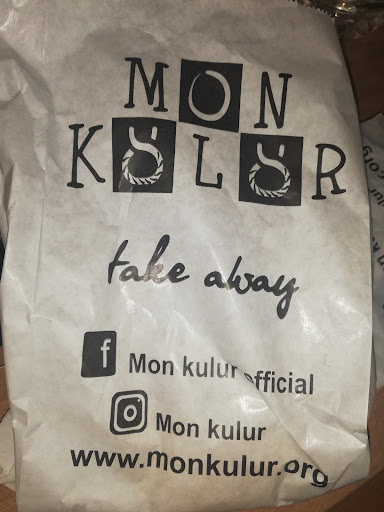 MON
KULUR
take away
f Mon kulur official
Mon kulur
www.monkulur.org